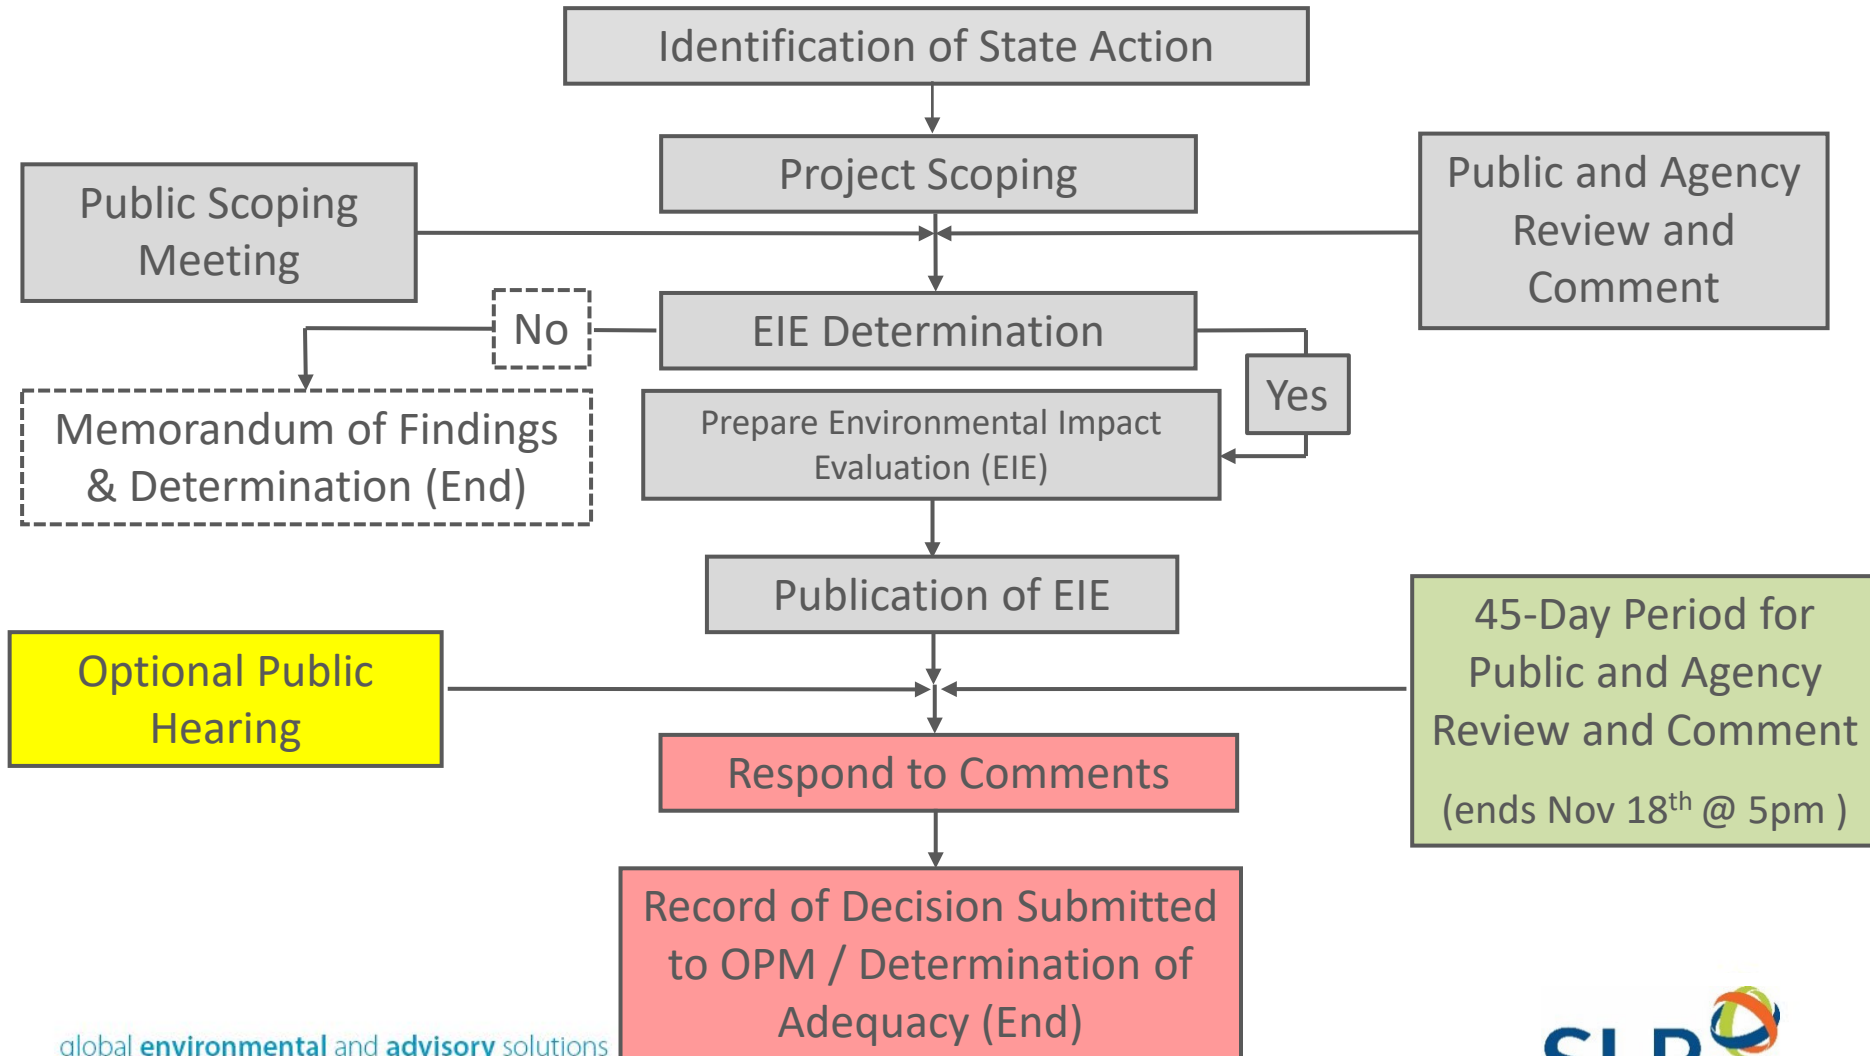 Identification of State Action
Project Scoping
Public Scoping
Meeting
Public and Agency
Review and
Comment
No
EIE Determination
Yes
Memorandum of Findings
& Determination (End)
Prepare Environmental Impact
Evaluation (EIE)
Publication of EIE
Optional Public
Hearing
45-Day Period for
Public and Agency
Review and Comment
(ends Nov 18th @ 5pm )
Respond to Comments
Record of Decision Submitted
to OPM / Determination of
Adequacy (End)
global environmental and advisory solutions
SLR